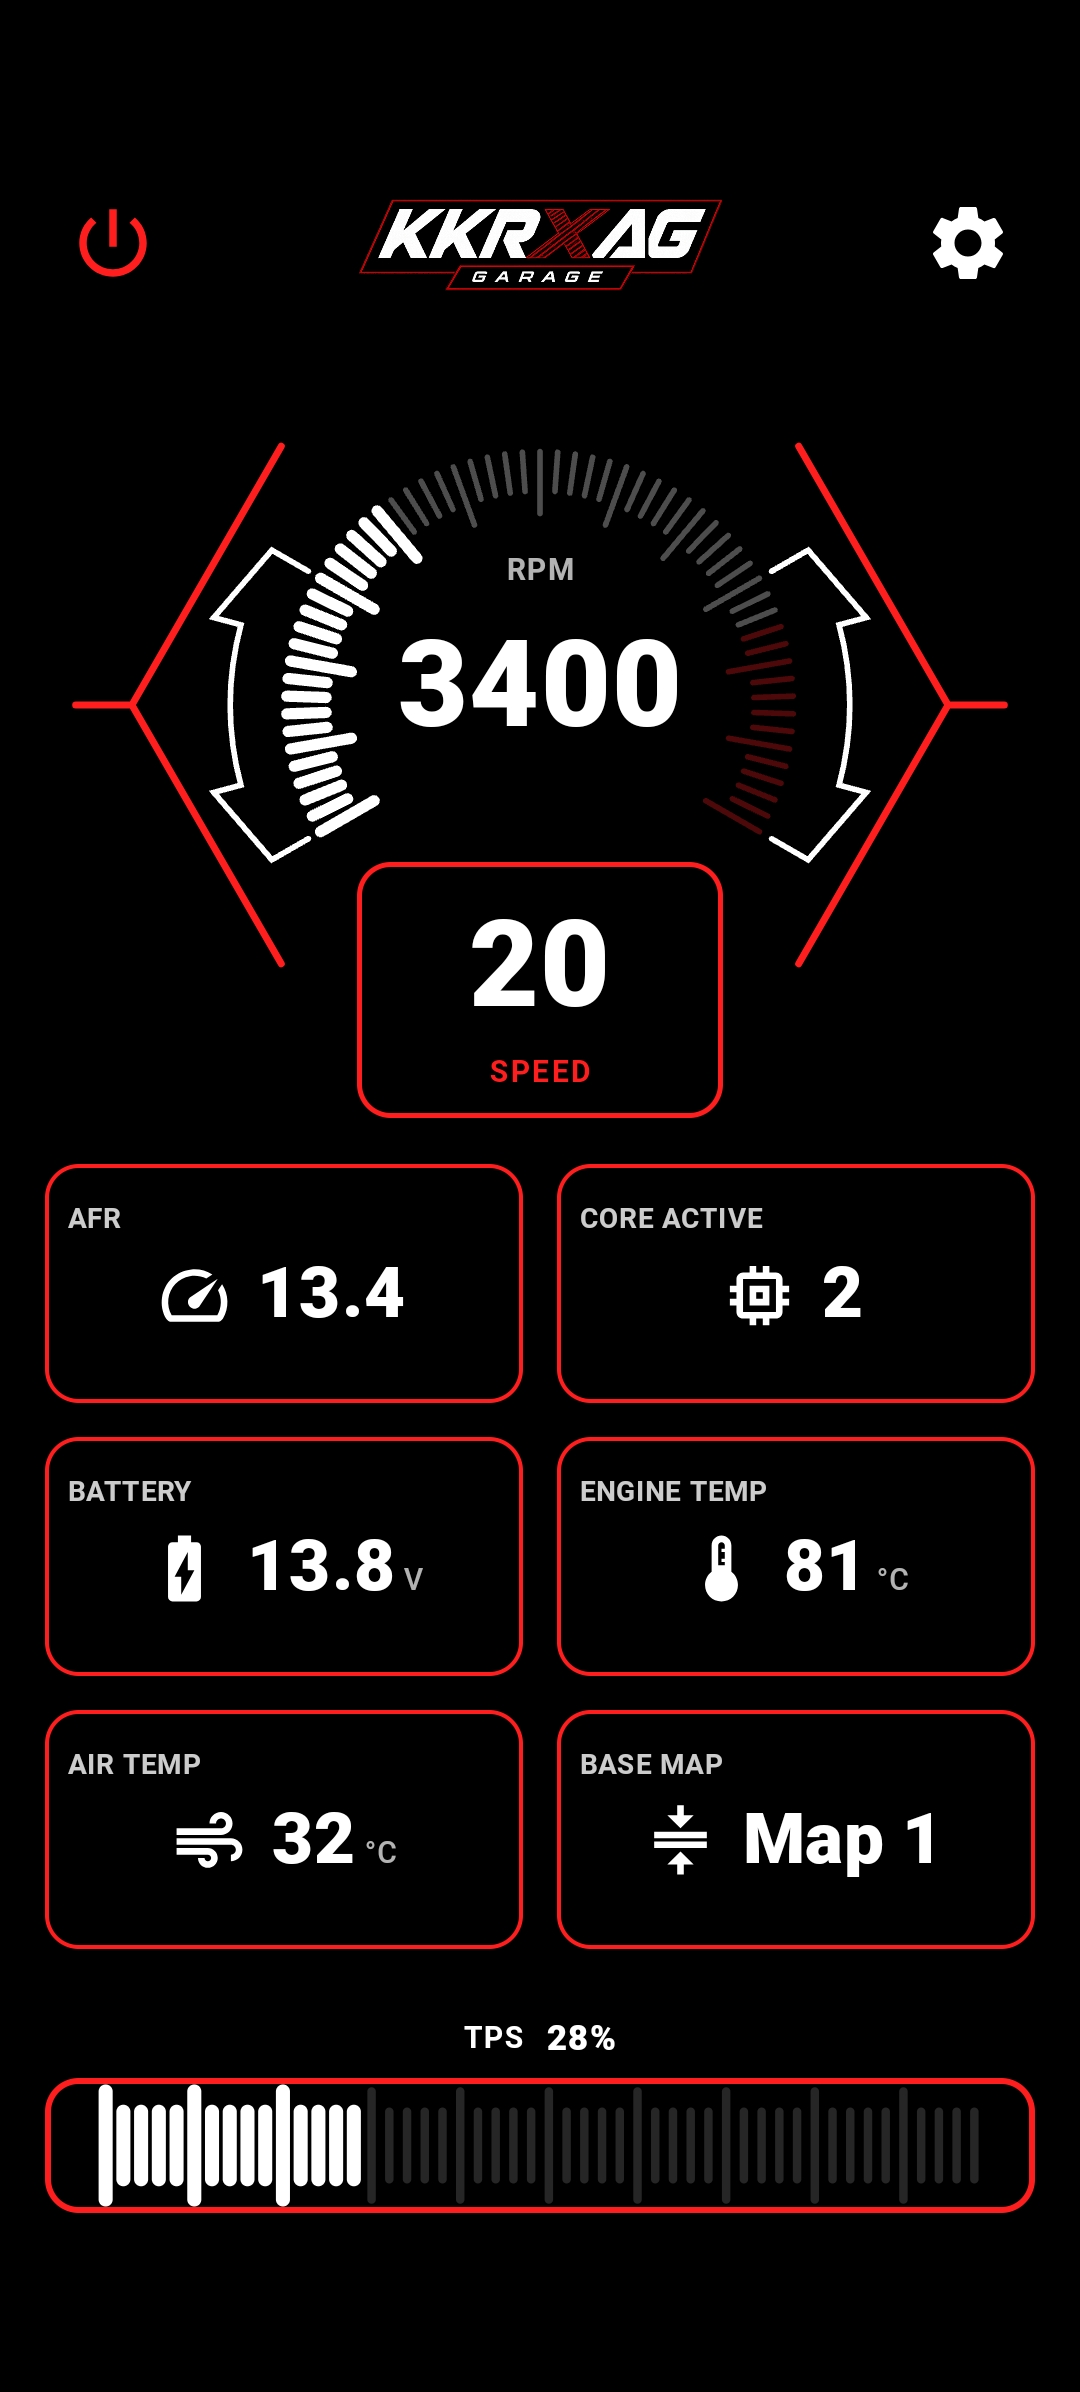 KKRXAG
GARAGE
RPM
3400
20
SPEED
AFR
13.4
CORE ACTIVE
2
BATTERY
13.8 V
ENGINE TEMP
81 °C
AIR TEMP
32 °C
BASE MAP
Map 1
TPS 28%